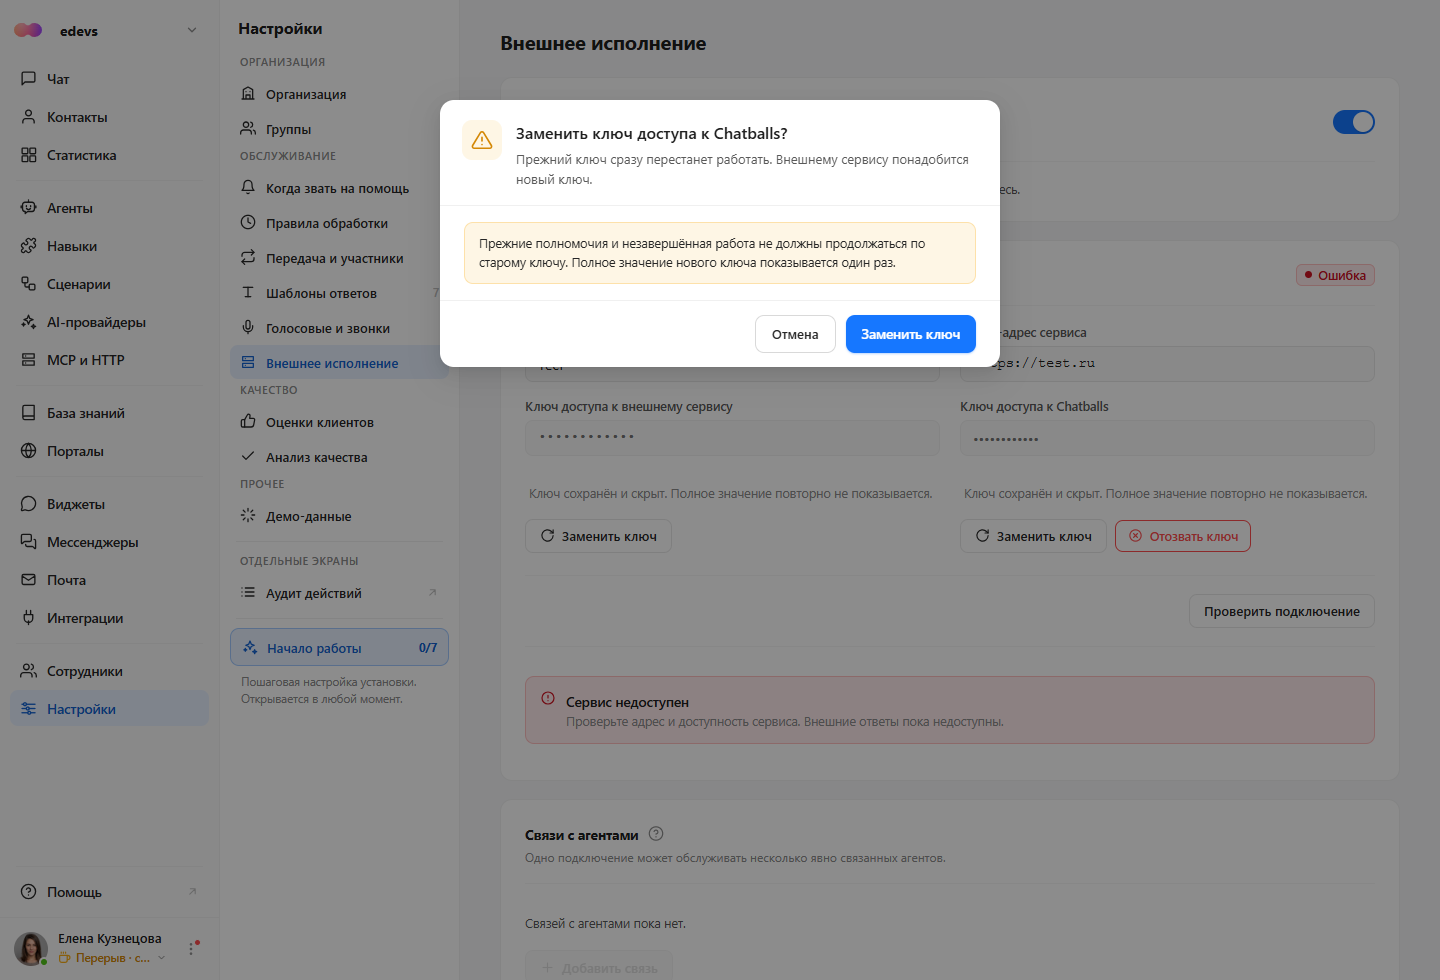 edevs
Чат
Контакты
Статистика
Агенты
Навыки
Сценарии
AI-провайдеры
MCP и HTTP
База знаний
Порталы
Виджеты
Мессенджеры
Почта
Интеграции
Сотрудники
Настройки
Помощь
Елена Кузнецова
Перерыв · с...
Настройки
ОРГАНИЗАЦИЯ
Организация
Группы
ОБСЛУЖИВАНИЕ
Когда звать на помощь
Правила обработки
Передача и участники
Шаблоны ответов 7
Голосовые и звонки
Внешнее исполнение
КАЧЕСТВО
Оценки клиентов
Анализ качества
ПРОЧЕЕ
Демо-данные
ОТДЕЛЬНЫЕ ЭКРАНЫ
Аудит действий
Начало работы 0/7
Пошаговая настройка установки.
Открывается в любой момент.
Внешнее исполнение
Заменить ключ доступа к Chatballs?
Прежний ключ сразу перестанет работать. Внешнему сервису понадобится
новый ключ.
Прежние полномочия и незавершённая работа не должны продолжаться по
старому ключу. Полное значение нового ключа показывается один раз.
Отмена
Заменить ключ
есь.
Ошибка
-адрес сервиса
ps://test.ru
Ключ доступа к внешнему сервису
••••••••••••
Ключ сохранён и скрыт. Полное значение повторно не показывается.
Заменить ключ
Ключ доступа к Chatballs
••••••••••••
Ключ сохранён и скрыт. Полное значение повторно не показывается.
Заменить ключ
Отозвать ключ
Проверить подключение
Сервис недоступен
Проверьте адрес и доступность сервиса. Внешние ответы пока недоступны.
Связи с агентами
Одно подключение может обслуживать несколько явно связанных агентов.
Связей с агентами пока нет.
Добавить связь